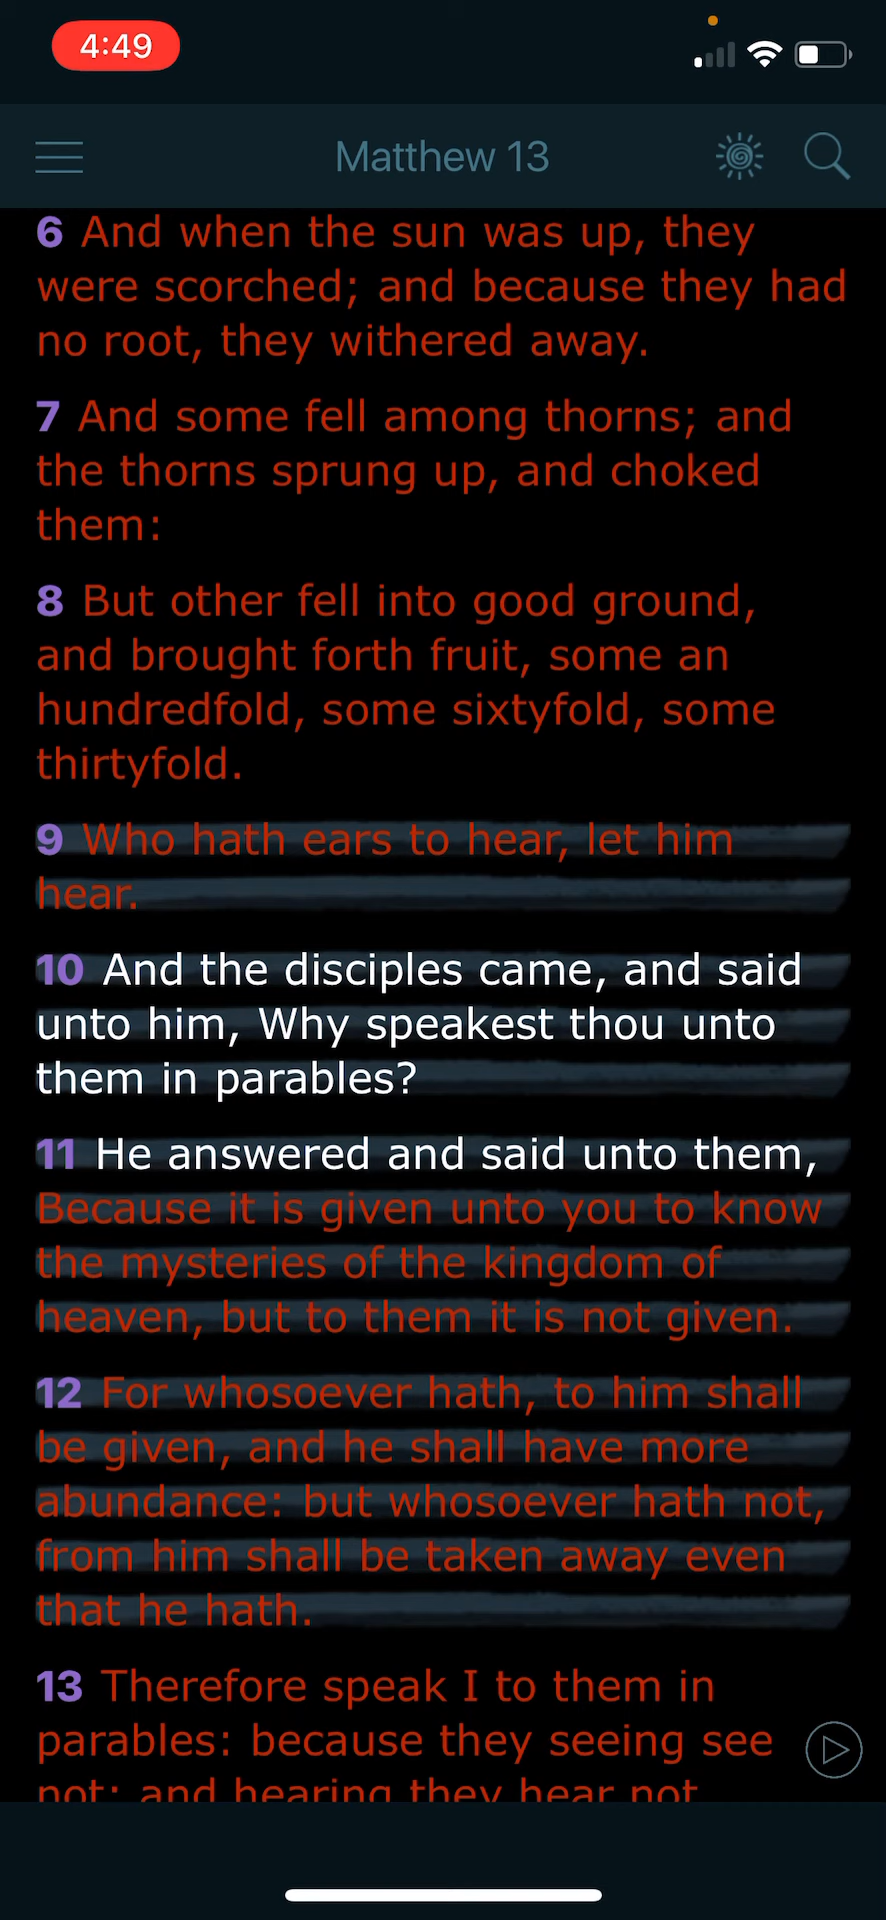 4:49
Matthew 13
6 And when the sun was up, they
were scorched; and because they had
no root, they withered away.
7 And some fell among thorns; and
the thorns sprung up, and choked
them:
8 But other fell into good ground,
and brought forth fruit, some an
hundredfold, some sixtyfold, some
thirtyfold.
9 Who hath ears to hear, let him
hear.
10 And the disciples came, and said
unto him, Why speakest thou unto
them in parables?
11 He answered and said unto them,
Because it is given unto you to know
the mysteries of the kingdom of
heaven, but to them it is not given.
12 For whosoever hath, to him shall
be given, and he shall have more
abundance: but whosoever hath not,
from him shall be taken away even
that he hath.
13 Therefore speak I to them in
parables: because they seeing see
not; and hearing they hear not